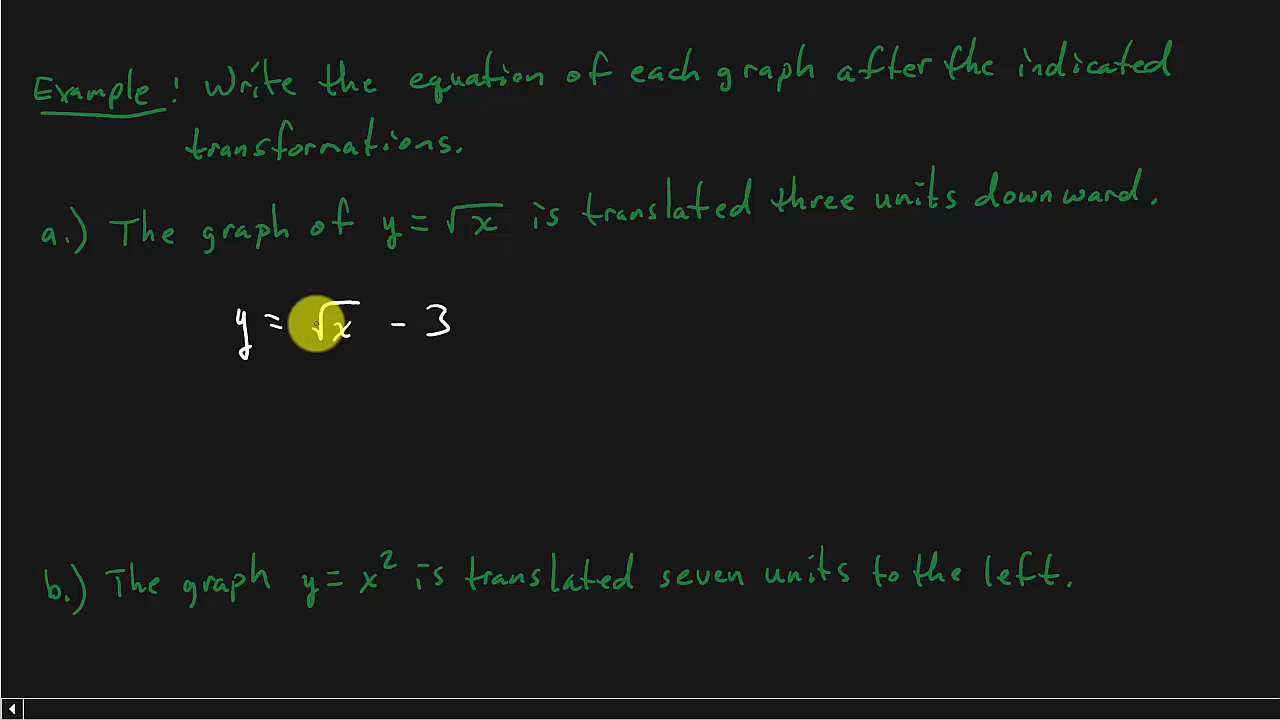 Example! Write the equation of each graph after the indicated
transformations.
a.) The graph of y = √x is translated three units downward.
y = √x - 3
b.) The graph y = x² is translated seven units to the left.